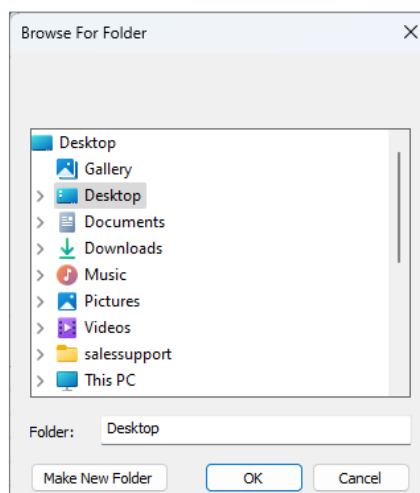 Browse For Folder
Desktop
Gallery
Desktop
Documents
Downloads
Music
Pictures
Videos
salessupport
This PC
Folder: Desktop
Make New Folder OK Cancel